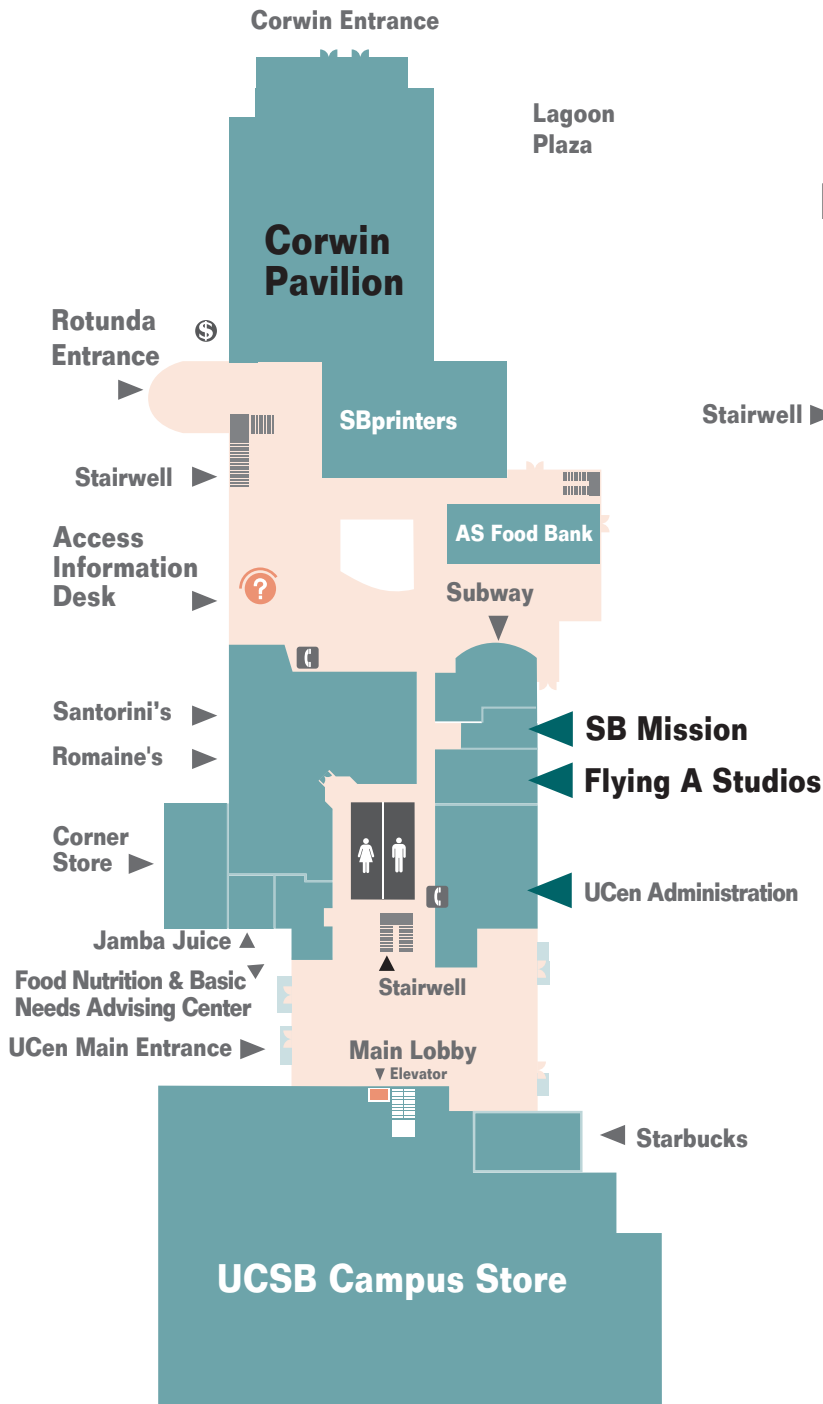 Corwin Entrance
Lagoon
Plaza
Corwin
Pavilion
Rotunda
Entrance
$
SBprinters
Stairwell
Stairwell
Access
Information
Desk
?
AS Food Bank
Subway
Santorini's
Romaine's
SB Mission
Flying A Studios
Corner
Store
UCen Administration
Jamba Juice
Food Nutrition & Basic
Needs Advising Center
Stairwell
UCen Main Entrance
Main Lobby
Elevator
Starbucks
UCSB Campus Store